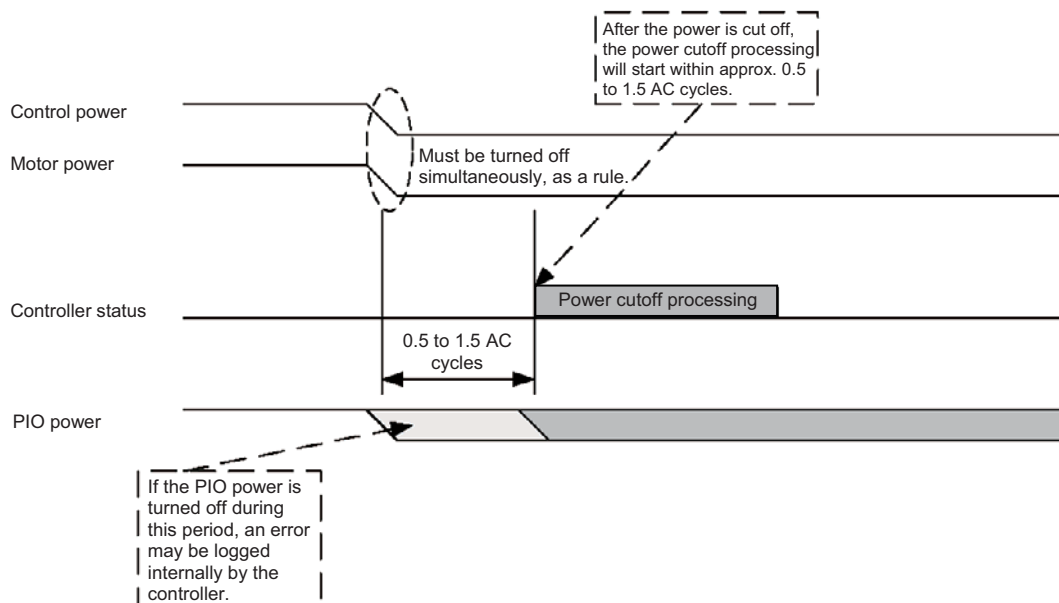 After the power is cut off,
the power cutoff processing
will start within approx. 0.5
to 1.5 AC cycles.
Control power
Motor power
Must be turned off
simultaneously, as a rule.
Controller status
Power cutoff processing
0.5 to 1.5 AC
cycles
PIO power
If the PIO power is
turned off during
this period, an error
may be logged
internally by the
controller.